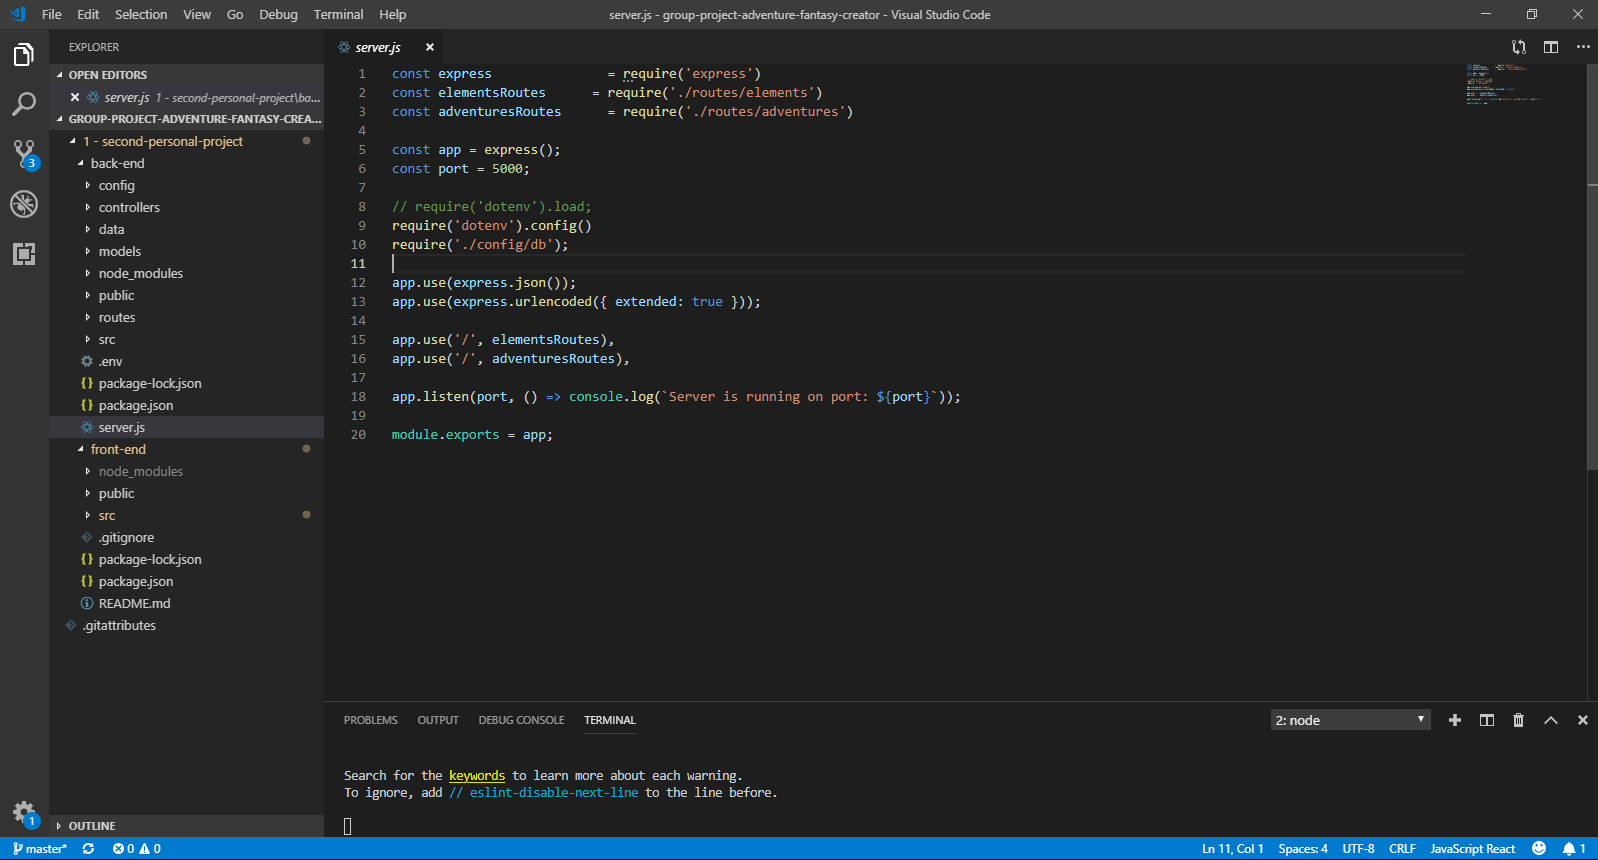 File Edit Selection View Go Debug Terminal Help
server.js - group-project-adventure-fantasy-creator - Visual Studio Code
EXPLORER
OPEN EDITORS
server.js 1 - second-personal-project\ba...
GROUP-PROJECT-ADVENTURE-FANTASY-CREA...
1 - second-personal-project
back-end
config
controllers
data
models
node_modules
public
routes
src
.env
package-lock.json
package.json
server.js
front-end
node_modules
public
src
.gitignore
package-lock.json
package.json
README.md
.gitattributes
OUTLINE
3
1
server.js
1 const express = require('express')
2 const elementsRoutes = require('./routes/elements')
3 const adventuresRoutes = require('./routes/adventures')
4
5 const app = express();
6 const port = 5000;
7
8 // require('dotenv').load;
9 require('dotenv').config()
10 require('./config/db');
11
12 app.use(express.json());
13 app.use(express.urlencoded({ extended: true }));
14
15 app.use('/', elementsRoutes),
16 app.use('/', adventuresRoutes),
17
18 app.listen(port, () => console.log(`Server is running on port: ${port}`));
19
20 module.exports = app;
PROBLEMS OUTPUT DEBUG CONSOLE TERMINAL
2: node
Search for the keywords to learn more about each warning.
To ignore, add // eslint-disable-next-line to the line before.
master* 0 0
Ln 11, Col 1 Spaces: 4 UTF-8 CRLF JavaScript React 1